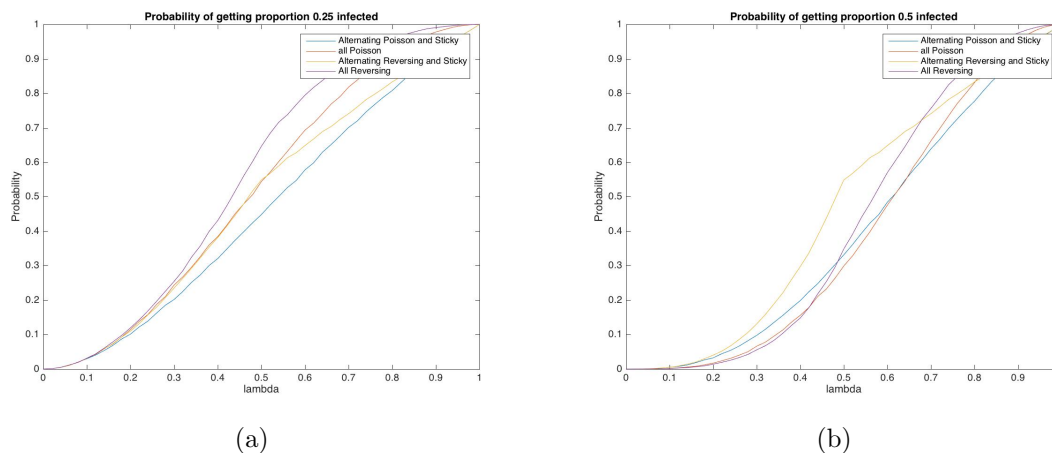 Probability of getting proportion 0.25 infected
1
0.9
0.8
0.7
0.6
0.5
0.4
0.3
0.2
0.1
0
Probability
Alternating Poisson and Sticky
all Poisson
Alternating Reversing and Sticky
All Reversing
0 0.1 0.2 0.3 0.4 0.5 0.6 0.7 0.8 0.9 1
lambda
(a)
Probability of getting proportion 0.5 infected
1
0.9
0.8
0.7
0.6
0.5
0.4
0.3
0.2
0.1
0
Probability
Alternating Poisson and Sticky
all Poisson
Alternating Reversing and Sticky
All Reversing
0 0.1 0.2 0.3 0.4 0.5 0.6 0.7 0.8 0.9
lambda
(b)